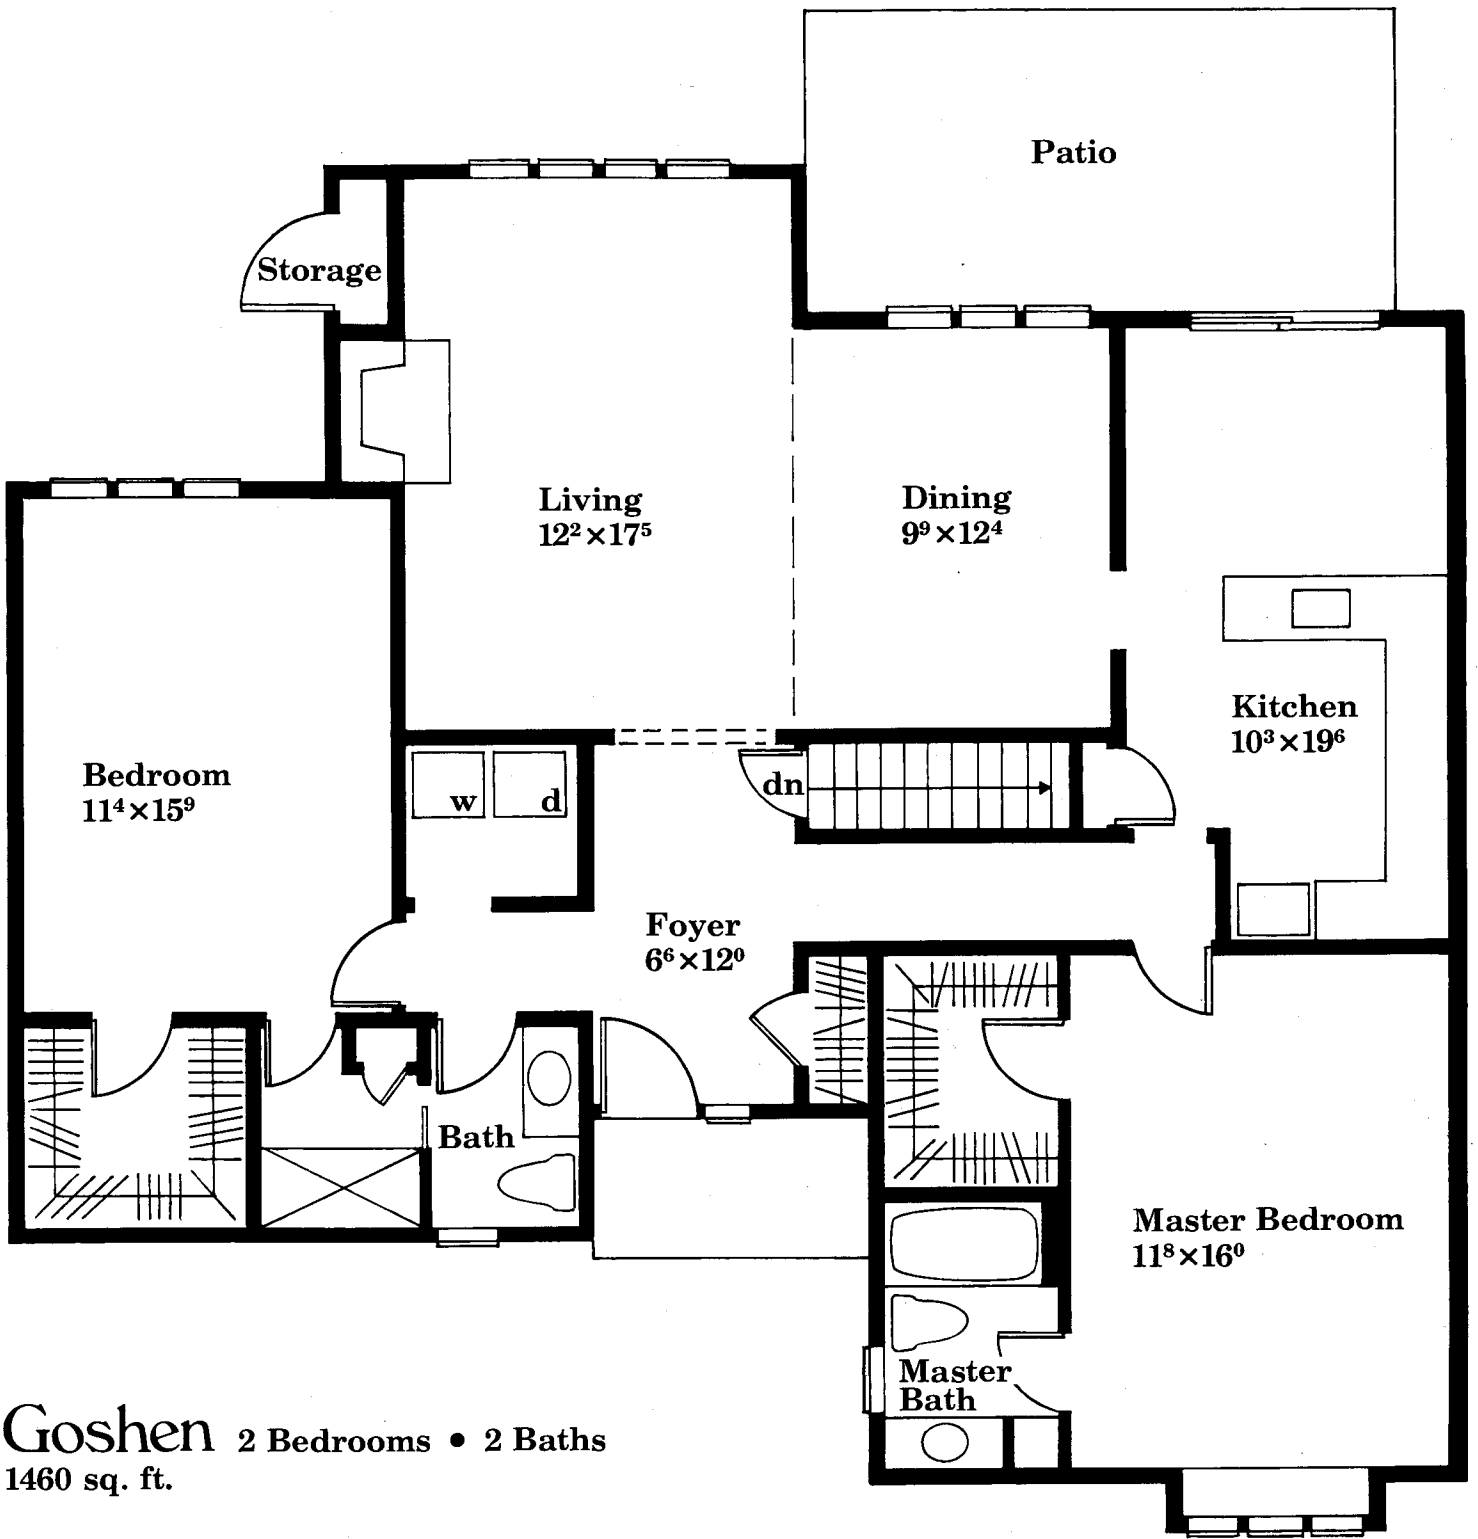 Patio
Storage
Living
12²×17⁵
Dining
9⁹×12⁴
Kitchen
10³×19⁶
Bedroom
11⁴×15⁹
w
d
dn
Foyer
6⁶×12⁰
Bath
Master Bedroom
11⁸×16⁰
Master
Bath
Goshen 2 Bedrooms • 2 Baths
1460 sq. ft.